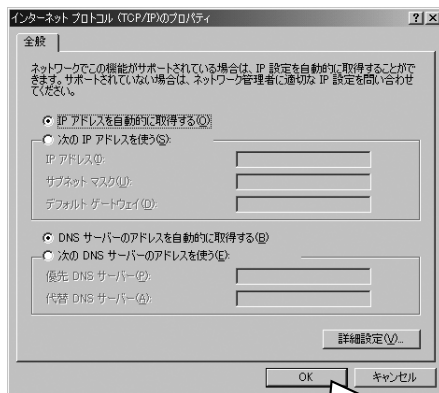 インターネット プロトコル (TCP/IP)のプロパティ
全般
ネットワークでこの機能がサポートされている場合は、IP 設定を自動的に取得することがで
きます。サポートされていない場合は、ネットワーク管理者に適切な IP 設定を問い合わせ
てください。
IP アドレスを自動的に取得する(O)
次の IP アドレスを使う(S):
IP アドレス(I):
サブネット マスク(U):
デフォルト ゲートウェイ(D):
DNS サーバーのアドレスを自動的に取得する(B)
次の DNS サーバーのアドレスを使う(E):
優先 DNS サーバー(P):
代替 DNS サーバー(A):
詳細設定(V)...
OK
キャンセル